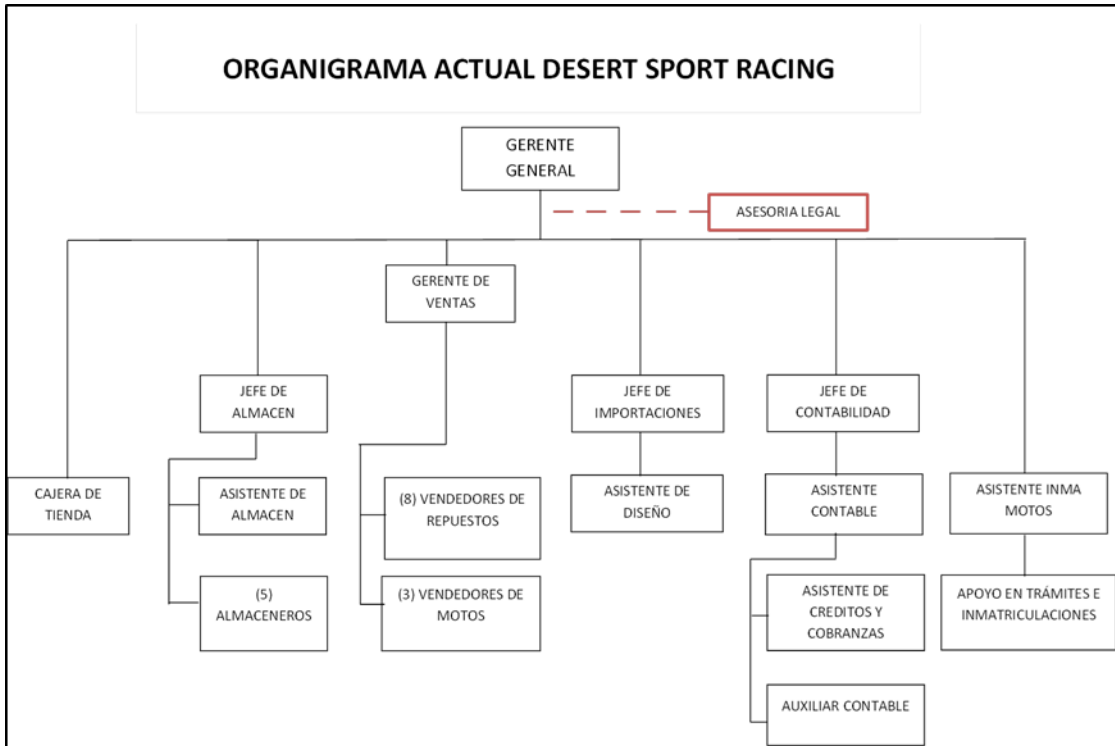 ORGANIGRAMA ACTUAL DESERT SPORT RACING
GERENTE
GENERAL
ASESORIA LEGAL
GERENTE DE
VENTAS
JEFE DE
ALMACEN
JEFE DE
IMPORTACIONES
JEFE DE
CONTABILIDAD
CAJERA DE
TIENDA
ASISTENTE DE
ALMACEN
(8) VENDEDORES DE
REPUESTOS
ASISTENTE DE
DISEÑO
ASISTENTE
CONTABLE
ASISTENTE INMA
MOTOS
(5)
ALMACENEROS
(3) VENDEDORES DE
MOTOS
ASISTENTE DE
CREDITOS Y
COBRANZAS
APOYO EN TRÁMITES E
INMATRICULACIONES
AUXILIAR CONTABLE